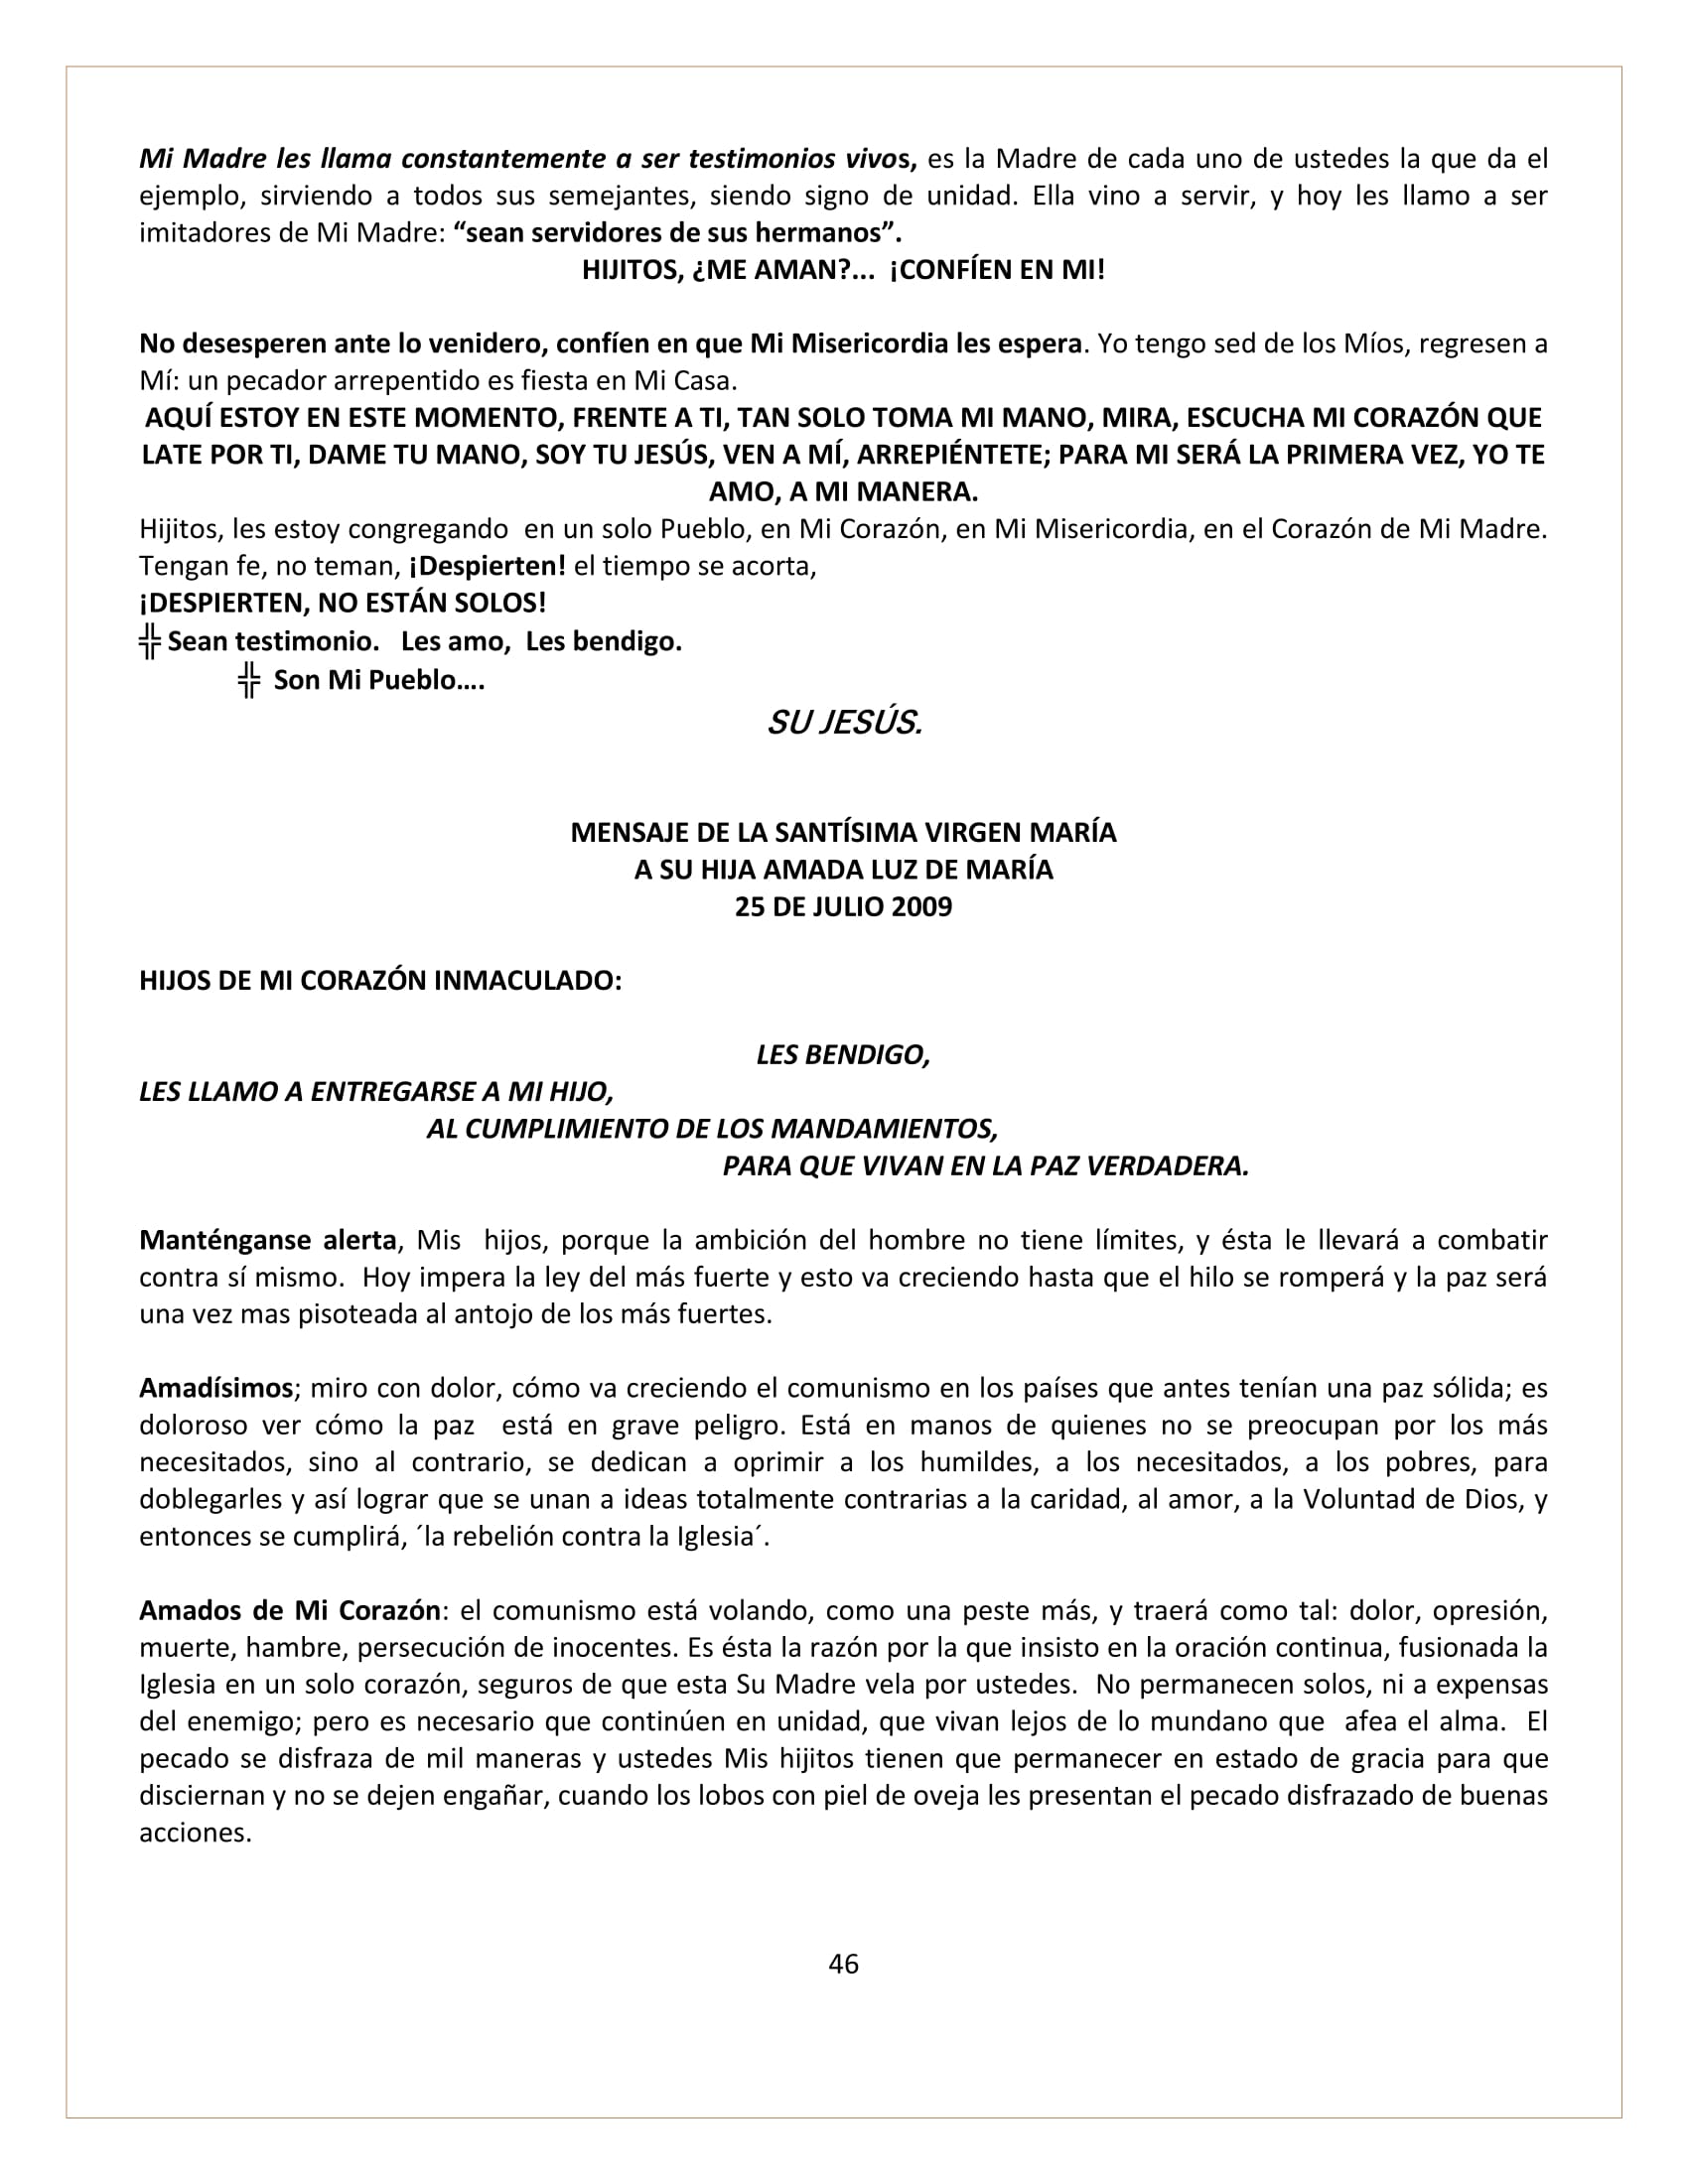 Mi Madre les llama constantemente a ser testimonios vivos, es la Madre de cada uno de ustedes la que da el
ejemplo, sirviendo a todos sus semejantes, siendo signo de unidad. Ella vino a servir, y hoy les llamo a ser
imitadores de Mi Madre: “sean servidores de sus hermanos”.
HIJITOS, ¿ME AMAN?... ¡CONFÍEN EN MI!
No desesperen ante lo venidero, confíen en que Mi Misericordia les espera. Yo tengo sed de los Míos, regresen a
Mí: un pecador arrepentido es fiesta en Mi Casa.
AQUÍ ESTOY EN ESTE MOMENTO, FRENTE A TI, TAN SOLO TOMA MI MANO, MIRA, ESCUCHA MI CORAZÓN QUE
LATE POR TI, DAME TU MANO, SOY TU JESÚS, VEN A MÍ, ARREPIÉNTETE; PARA MI SERÁ LA PRIMERA VEZ, YO TE
AMO, A MI MANERA.
Hijitos, les estoy congregando en un solo Pueblo, en Mi Corazón, en Mi Misericordia, en el Corazón de Mi Madre.
Tengan fe, no teman, ¡Despierten! el tiempo se acorta,
¡DESPIERTEN, NO ESTÁN SOLOS!
╬ Sean testimonio. Les amo, Les bendigo.
╬ Son Mi Pueblo….
SU JESÚS.
MENSAJE DE LA SANTÍSIMA VIRGEN MARÍA
A SU HIJA AMADA LUZ DE MARÍA
25 DE JULIO 2009
HIJOS DE MI CORAZÓN INMACULADO:
LES BENDIGO,
LES LLAMO A ENTREGARSE A MI HIJO,
AL CUMPLIMIENTO DE LOS MANDAMIENTOS,
PARA QUE VIVAN EN LA PAZ VERDADERA.
Manténganse alerta, Mis hijos, porque la ambición del hombre no tiene límites, y ésta le llevará a combatir
contra sí mismo. Hoy impera la ley del más fuerte y esto va creciendo hasta que el hilo se romperá y la paz será
una vez mas pisoteada al antojo de los más fuertes.
Amadísimos; miro con dolor, cómo va creciendo el comunismo en los países que antes tenían una paz sólida; es
doloroso ver cómo la paz está en grave peligro. Está en manos de quienes no se preocupan por los más
necesitados, sino al contrario, se dedican a oprimir a los humildes, a los necesitados, a los pobres, para
doblegarles y así lograr que se unan a ideas totalmente contrarias a la caridad, al amor, a la Voluntad de Dios, y
entonces se cumplirá, ´la rebelión contra la Iglesia´.
Amados de Mi Corazón: el comunismo está volando, como una peste más, y traerá como tal: dolor, opresión,
muerte, hambre, persecución de inocentes. Es ésta la razón por la que insisto en la oración continua, fusionada la
Iglesia en un solo corazón, seguros de que esta Su Madre vela por ustedes. No permanecen solos, ni a expensas
del enemigo; pero es necesario que continúen en unidad, que vivan lejos de lo mundano que afea el alma. El
pecado se disfraza de mil maneras y ustedes Mis hijitos tienen que permanecer en estado de gracia para que
disciernan y no se dejen engañar, cuando los lobos con piel de oveja les presentan el pecado disfrazado de buenas
acciones.
46